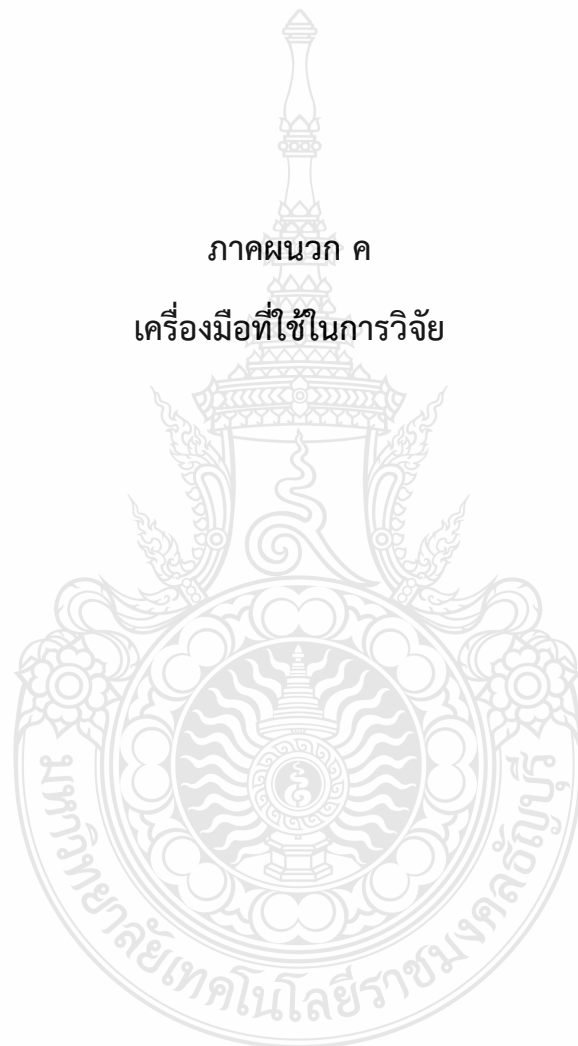 ภาคผนวก ค
เครื่องมือที่ใช้ในการวิจัย
มหาวิทยาลัยเทคโนโลยีราชมงคลธัญบุรี